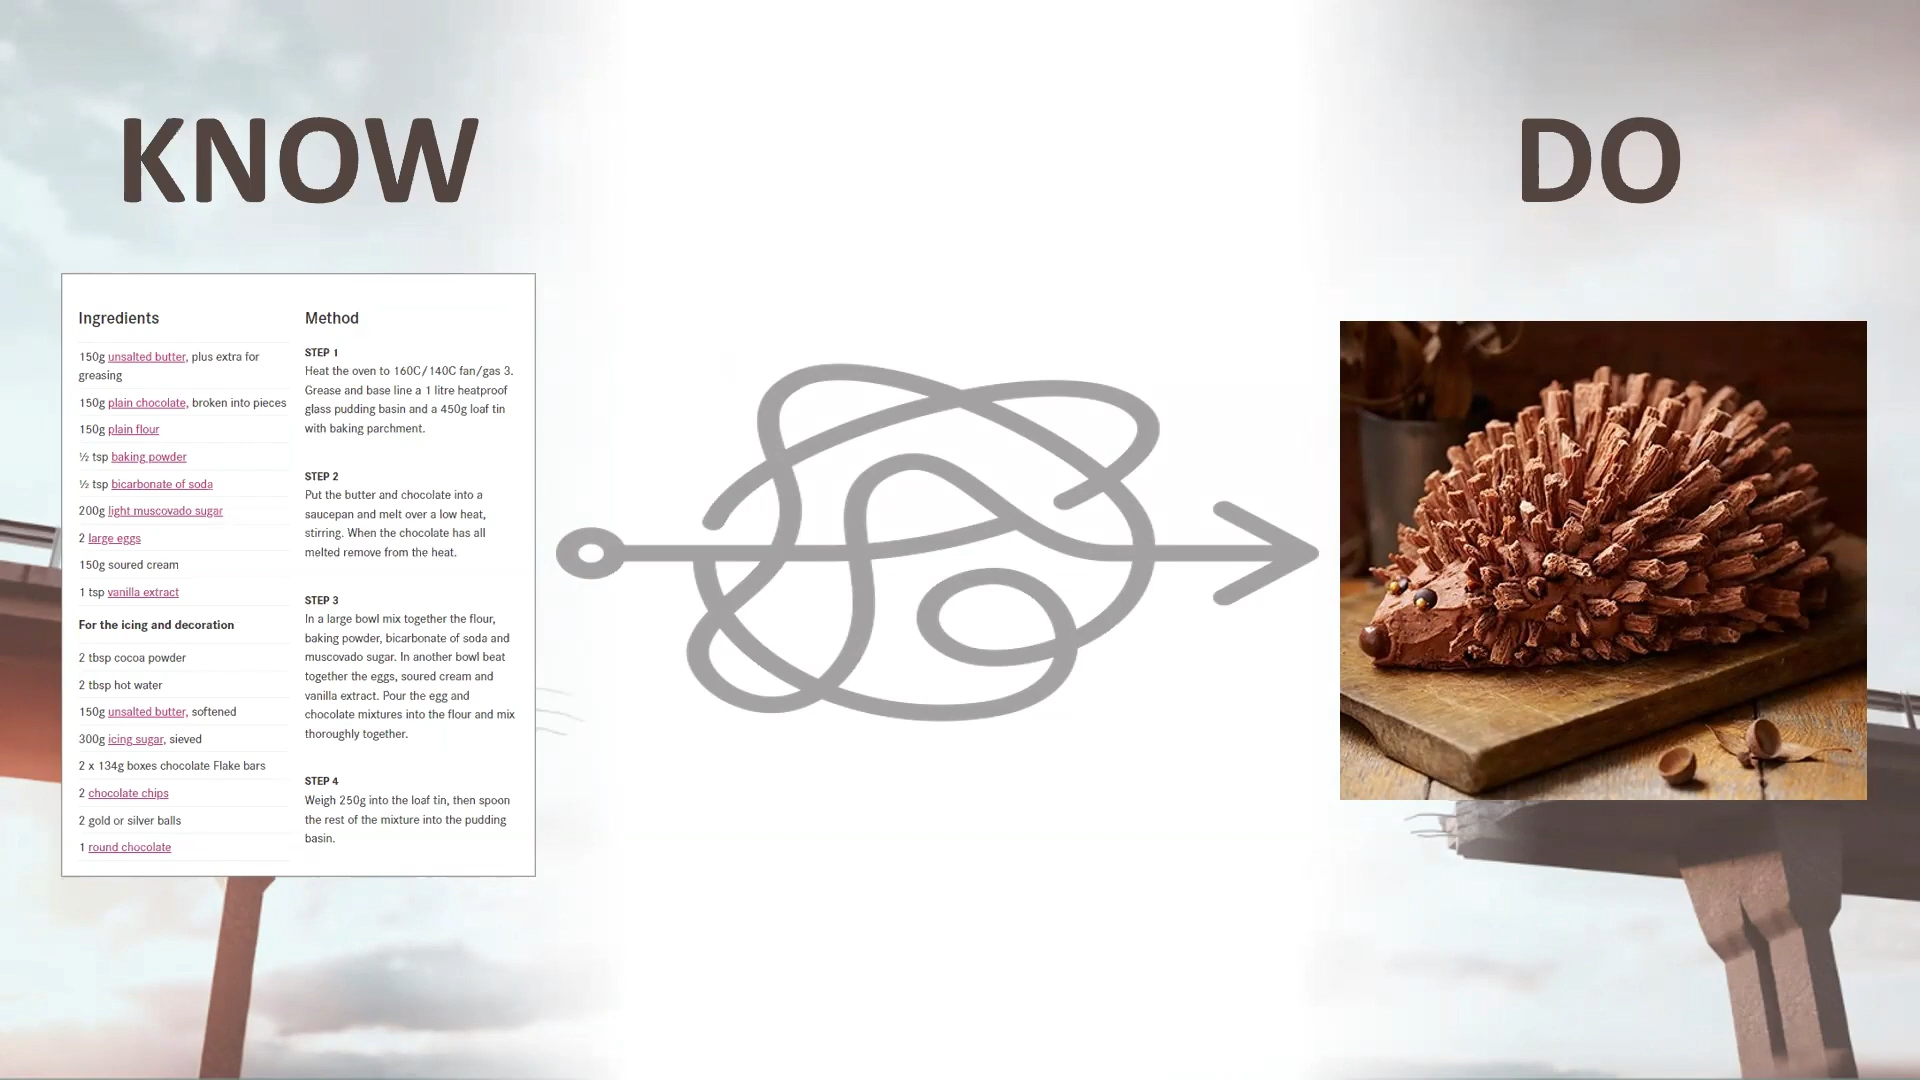 KNOW
DO
Ingredients
150g unsalted butter, plus extra for
greasing
150g plain chocolate, broken into pieces
150g plain flour
½ tsp baking powder
½ tsp bicarbonate of soda
200g light muscovado sugar
2 large eggs
150g soured cream
1 tsp vanilla extract
For the icing and decoration
2 tbsp cocoa powder
2 tbsp hot water
150g unsalted butter, softened
300g icing sugar, sieved
2 x 134g boxes chocolate Flake bars
2 chocolate chips
2 gold or silver balls
1 round chocolate
Method
STEP 1
Heat the oven to 160C/140C fan/gas 3.
Grease and base line a 1 litre heatproof
glass pudding basin and a 450g loaf tin
with baking parchment.
STEP 2
Put the butter and chocolate into a
saucepan and melt over a low heat,
stirring. When the chocolate has all
melted remove from the heat.
STEP 3
In a large bowl mix together the flour,
baking powder, bicarbonate of soda and
muscovado sugar. In another bowl beat
together the eggs, soured cream and
vanilla extract. Pour the egg and
chocolate mixtures into the flour and mix
thoroughly together.
STEP 4
Weigh 250g into the loaf tin, then spoon
the rest of the mixture into the pudding
basin.